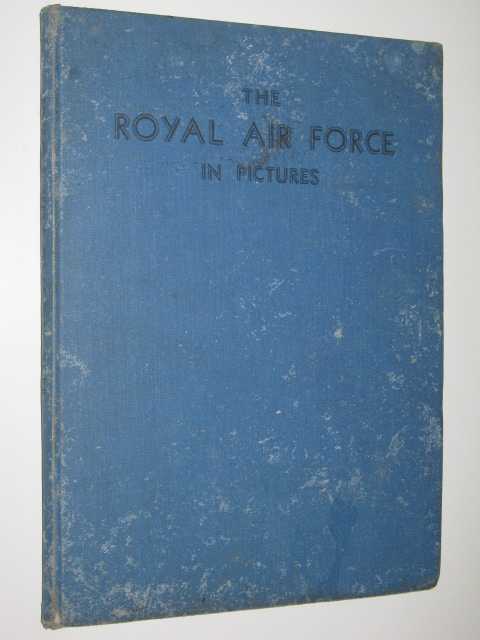 THE
ROYAL AIR FORCE
IN PICTURES